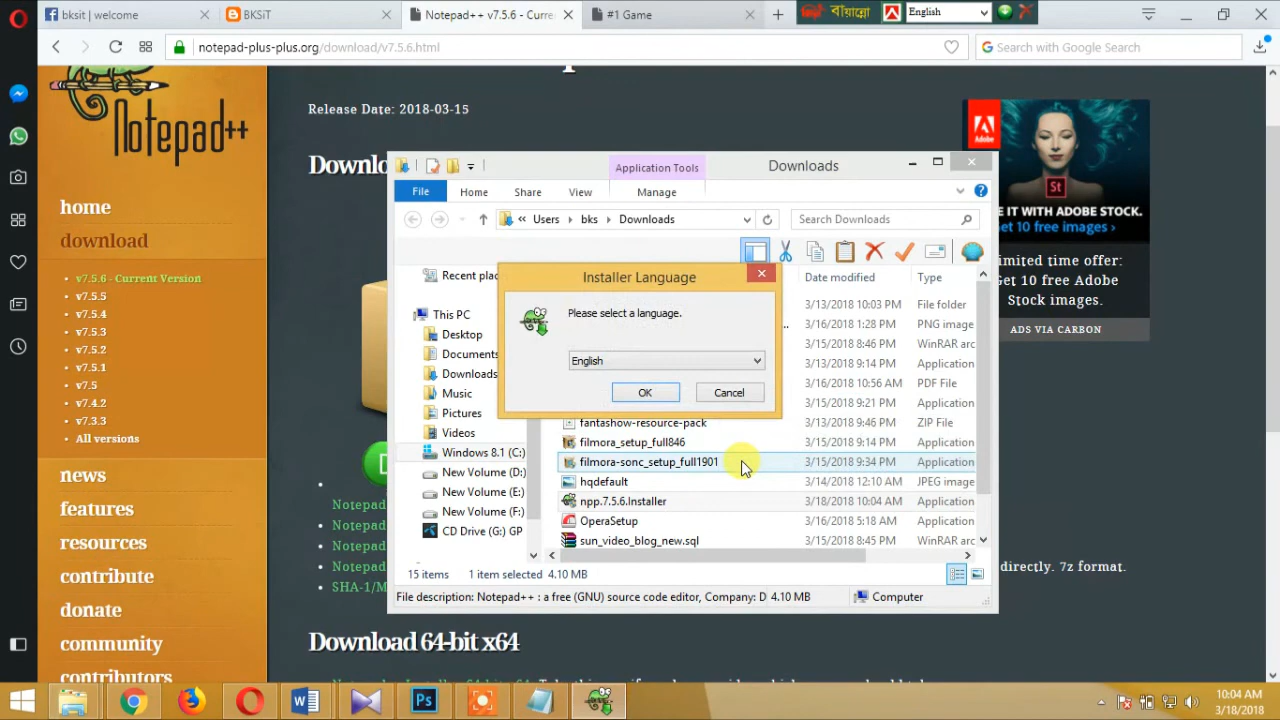 bksit | welcome
BKSiT
Notepad++ v7.5.6 - Curre
#1 Game
বায়ান্নো
English
notepad-plus-plus.org/download/v7.5.6.html
Search with Google Search
Notepad++
home
download
v7.5.6 - Current Version
v7.5.5
v7.5.4
v7.5.3
v7.5.2
v7.5.1
v7.5
v7.4.2
v7.3.3
All versions
news
features
resources
contribute
donate
community
contributors
Release Date: 2018-03-15
Downlo
D
Notepad
Notepad
Notepad
Notepad
SHA-1/M
directly. 7z format.
Download 64-bit x64
Adobe
St
E IT WITH ADOBE STOCK.
et 10 free images ›
imited time offer:
Get 10 free Adobe
Stock images.
ADS VIA CARBON
Application Tools
Downloads
File
Home
Share
View
Manage
« Users
bks
Downloads
Search Downloads
Recent plac
This PC
Desktop
Documents
Downloads
Music
Pictures
Videos
Windows 8.1 (C:)
New Volume (D:)
New Volume (E:)
New Volume (F:)
CD Drive (G:) GP
Date modified
Type
3/13/2018 10:03 PM
File folder
3/16/2018 1:28 PM
PNG image
3/15/2018 8:46 PM
WinRAR arc
3/13/2018 9:14 PM
Application
3/16/2018 10:56 AM
PDF File
3/15/2018 9:21 PM
Application
fantashow-resource-pack
3/13/2018 9:46 PM
ZIP File
filmora_setup_full846
3/15/2018 9:14 PM
Application
filmora-sonc_setup_full1901
3/15/2018 9:34 PM
Application
hqdefault
3/14/2018 12:10 AM
JPEG image
npp.7.5.6.Installer
3/18/2018 10:04 AM
Application
OperaSetup
3/16/2018 5:18 AM
Application
sun_video_blog_new.sql
3/15/2018 8:45 PM
WinRAR arc
15 items
1 item selected 4.10 MB
File description: Notepad++ : a free (GNU) source code editor, Company: D 4.10 MB
Computer
Installer Language
Please select a language.
English
OK
Cancel
W
Ps
10:04 AM
3/18/2018